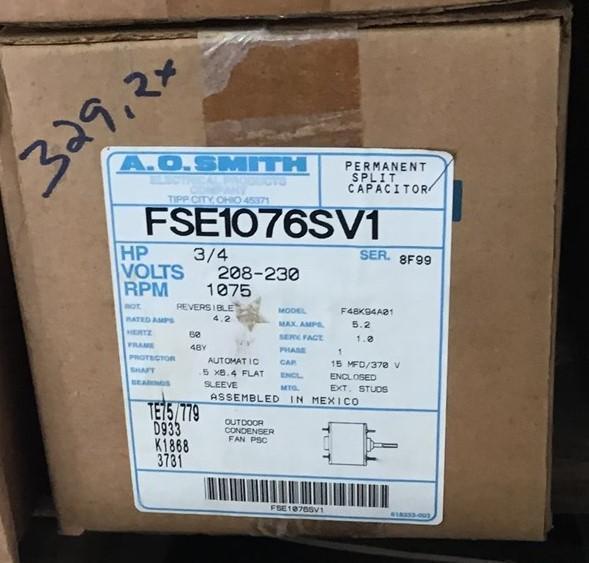 329.2x
A.O.SMITH
ELECTRICAL PRODUCTS
COMPANY
TIPP CITY, OHIO 45371
PERMANENT
SPLIT
CAPACITOR
FSE1076SV1
HP 3/4 SER. 8F99
VOLTS 208-230
RPM 1075
ROT. REVERSIBLE MODEL F48K94A01
RATED AMPS 4.2 MAX. AMPS. 5.2
HERTZ 60 SERV. FACT. 1.0
FRAME 48Y PHASE 1
PROTECTOR AUTOMATIC CAP. 15 MFD/370 V
SHAFT .5 X8.4 FLAT ENCL. ENCLOSED
BEARINGS SLEEVE MTG. EXT. STUDS
ASSEMBLED IN MEXICO
TE75/779
D933
K1868
3781
OUTDOOR
CONDENSER
FAN PSC
FSE1076SV1